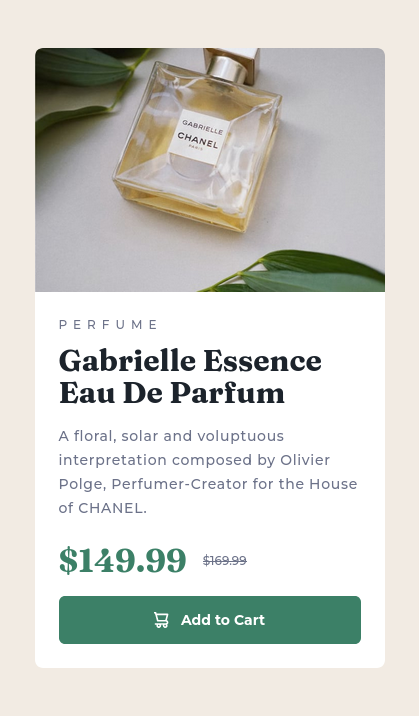 GABRIELLE
CHANEL
PARIS
PERFUME
Gabrielle Essence
Eau De Parfum
A floral, solar and voluptuous
interpretation composed by Olivier
Polge, Perfumer-Creator for the House
of CHANEL.
$149.99 $169.99
Add to Cart